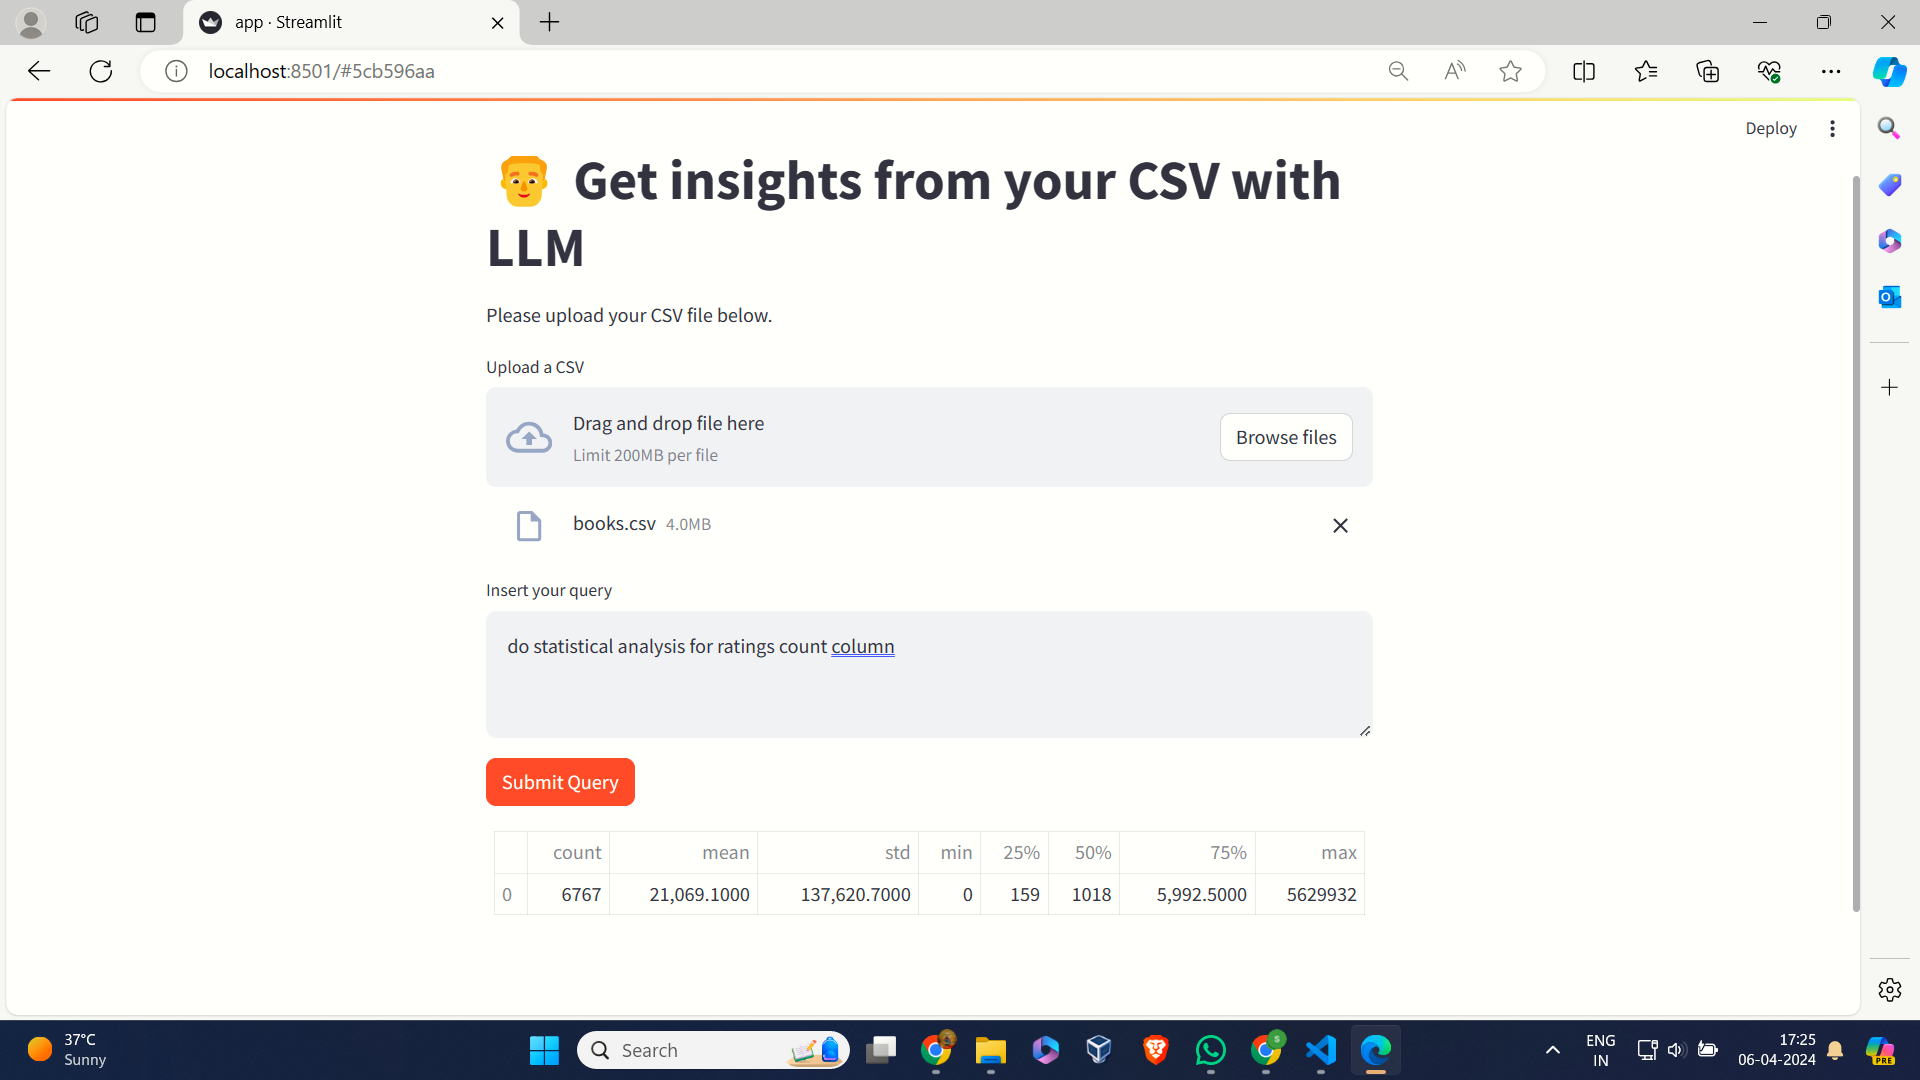 app · Streamlit
localhost:8501/#5cb596aa
Deploy
Get insights from your CSV with
LLM
Please upload your CSV file below.
Upload a CSV
Drag and drop file here
Limit 200MB per file
Browse files
books.csv 4.0MB
Insert your query
do statistical analysis for ratings count column
Submit Query
count mean std min 25% 50% 75% max
0 6767 21,069.1000 137,620.7000 0 159 1018 5,992.5000 5629932
37°C
Sunny
Search
ENG
IN
17:25
06-04-2024
PRE